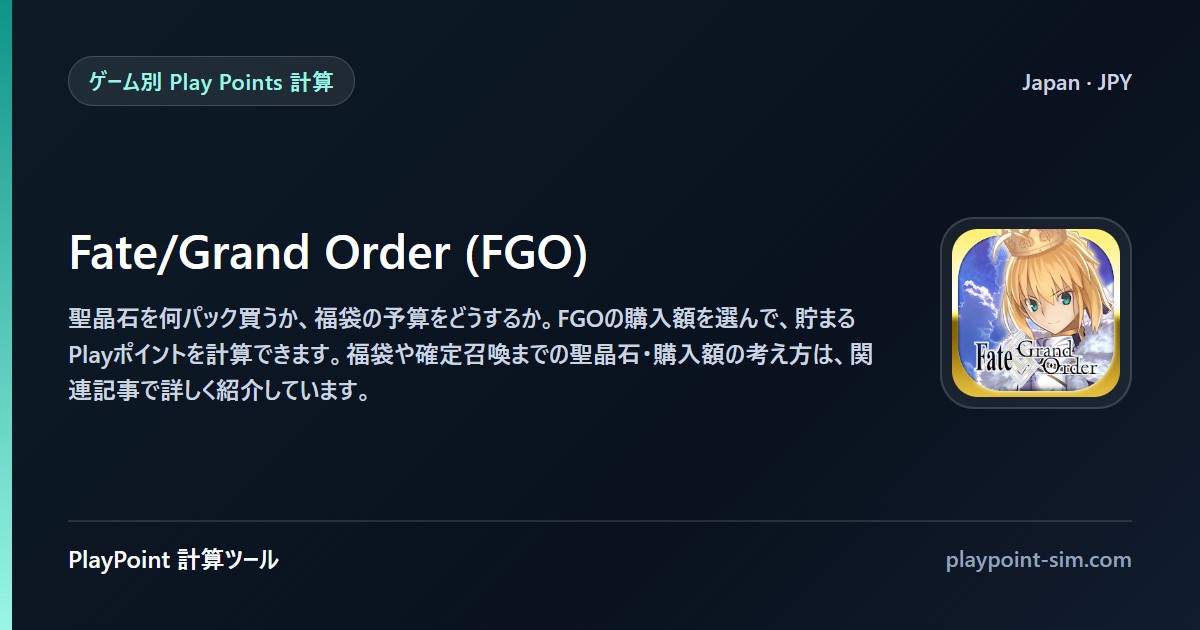 ゲーム別 Play Points 計算
Japan · JPY
Fate/Grand Order (FGO)
聖晶石を何パック買うか、福袋の予算をどうするか。FGOの購入額を選んで、貯まる
Playポイントを計算できます。福袋や確定召喚までの聖晶石・購入額の考え方は、関
連記事で詳しく紹介しています。
Fate Grand
Order
PlayPoint 計算ツール
playpoint-sim.com